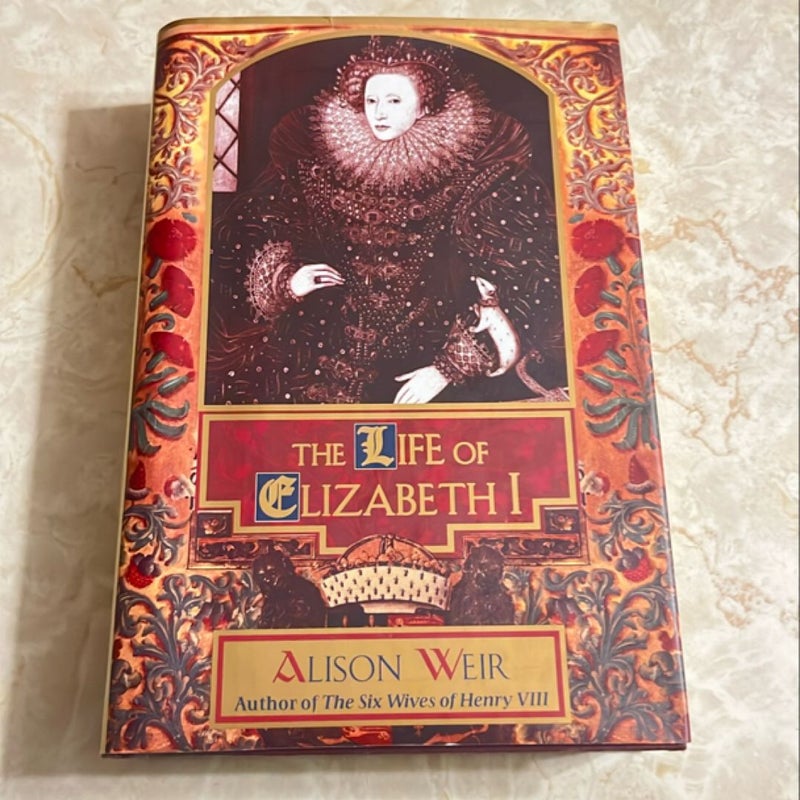 THE LIFE OF
ELIZABETH I
ALISON WEIR
Author of The Six Wives of Henry VIII